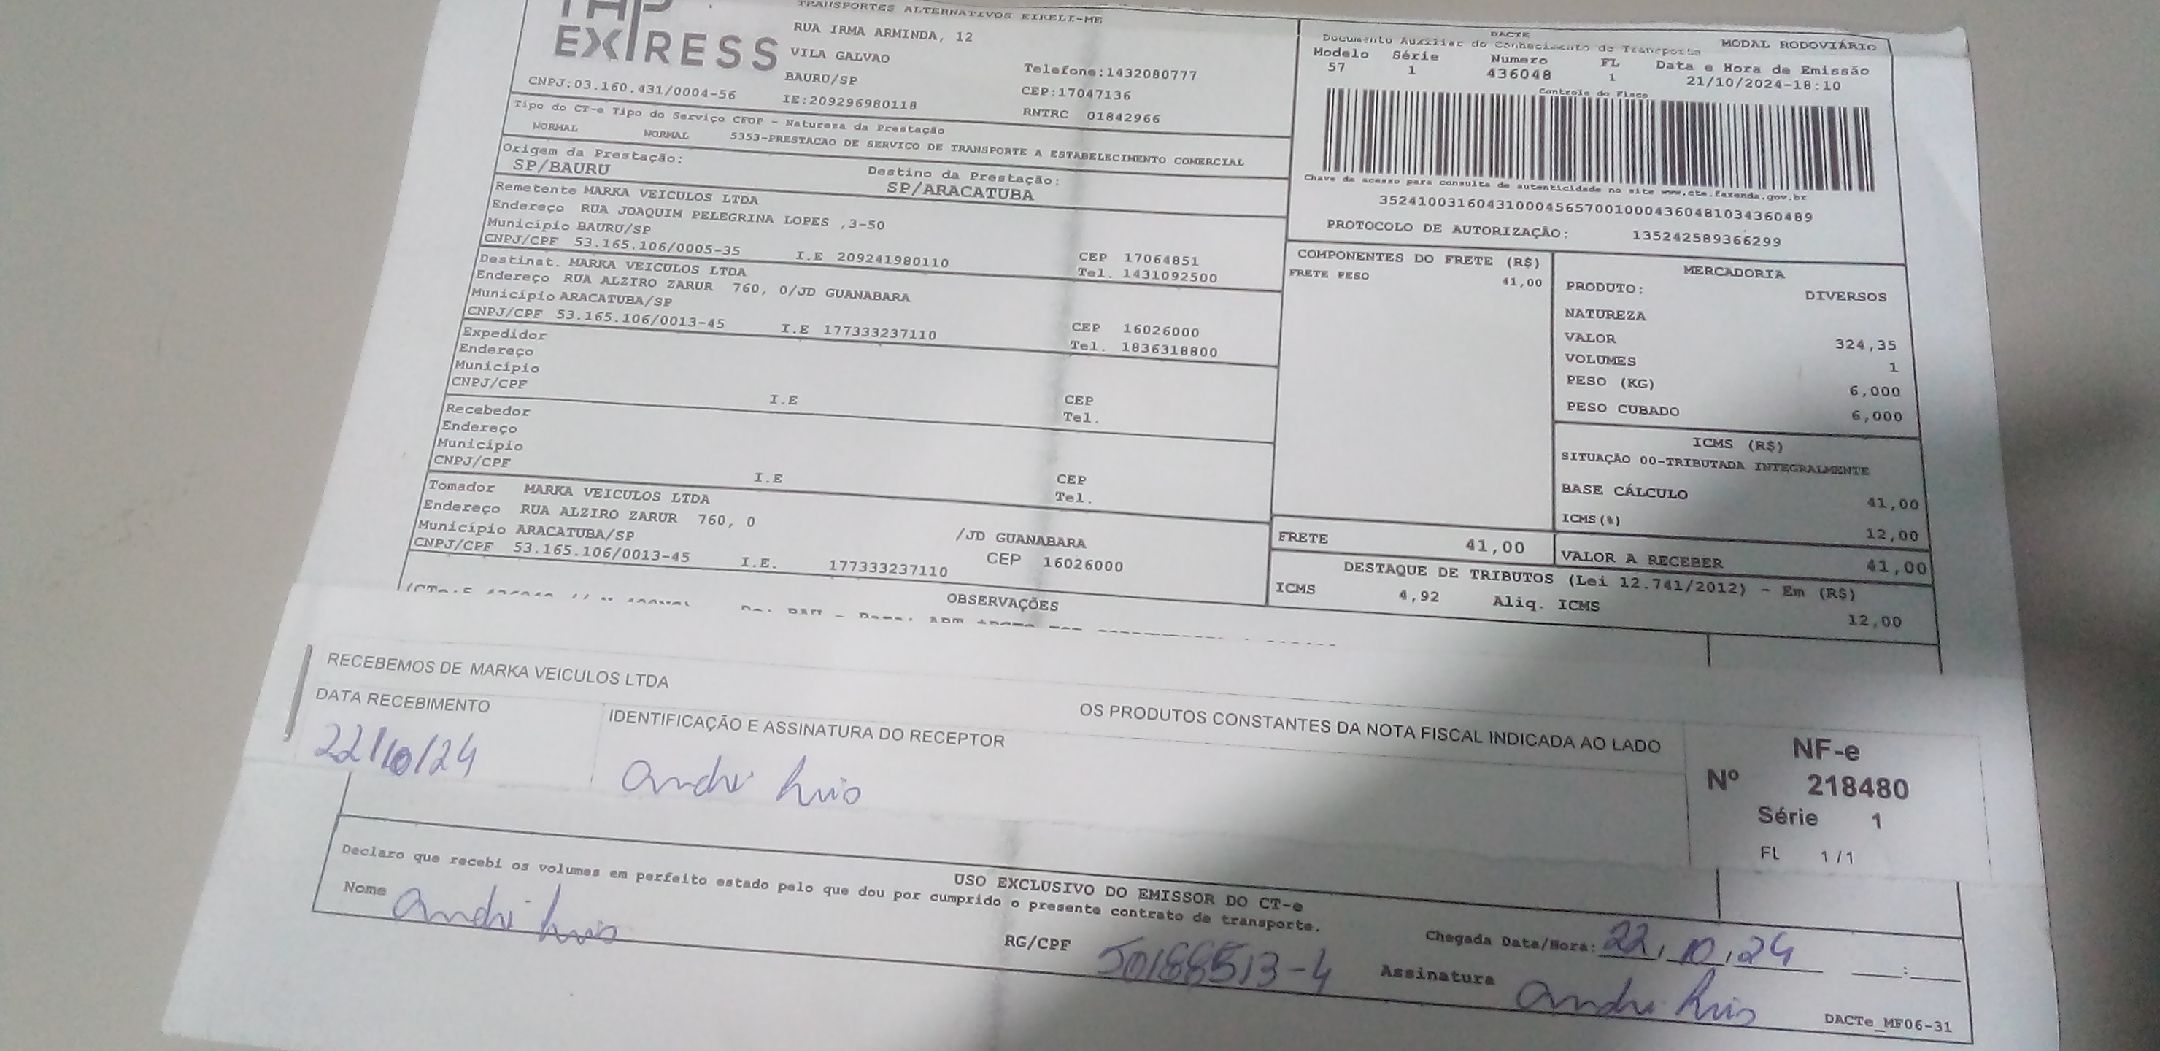 EXPRESS
TRANSPORTES ALTERNATIVOS EIRELI-ME
RUA IRMA ARMINDA, 12
VILA GALVAO
BAURU/SP
Telefone:1432080777
CEP:17047136
CNPJ:03.160.431/0004-56
IE:209296980118
RNTRC 01842966
DACTE
Documento Auxiliar do Conhecimento de Transporte
MODAL RODOVIÁRIO
Modelo Série Numero FL Data e Hora de Emissão
57 1 436048 1 21/10/2024-18:10
Controle do Fisco
Chave de acesso para consulta de autenticidade no site www.cte.fazenda.gov.br
35241003160431000456570010004360481034360489
PROTOCOLO DE AUTORIZAÇÃO: 135242589366299
Tipo do CT-e Tipo do Serviço CFOP - Natureza da Prestação
NORMAL NORMAL 5353-PRESTACAO DE SERVICO DE TRANSPORTE A ESTABELECIMENTO COMERCIAL
Origem da Prestação: Destino da Prestação:
SP/BAURU SP/ARACATUBA
Remetente MARKA VEICULOS LTDA
Endereço RUA JOAQUIM PELEGRINA LOPES ,3-50
Município BAURU/SP CEP 17064851
CNPJ/CPF 53.165.106/0005-35 I.E 209241980110 Tel. 1431092500
Destinat. MARKA VEICULOS LTDA
Endereço RUA ALZIRO ZARUR 760, 0/JD GUANABARA
Município ARACATUBA/SP CEP 16026000
CNPJ/CPF 53.165.106/0013-45 I.E 177333237110 Tel. 1836318800
Expedidor
Endereço
Município CEP
CNPJ/CPF I.E Tel.
Recebedor
Endereço
Município CEP
CNPJ/CPF I.E Tel.
Tomador MARKA VEICULOS LTDA
Endereço RUA ALZIRO ZARUR 760, 0 /JD GUANABARA
Município ARACATUBA/SP CEP 16026000
CNPJ/CPF 53.165.106/0013-45 I.E. 177333237110
COMPONENTES DO FRETE (R$)
FRETE PESO 41,00
MERCADORIA
PRODUTO: DIVERSOS
NATUREZA
VALOR 324,35
VOLUMES 1
PESO (KG) 6,000
PESO CUBADO 6,000
ICMS (R$)
SITUAÇÃO 00-TRIBUTADA INTEGRALMENTE
BASE CÁLCULO 41,00
ICMS(%) 12,00
FRETE 41,00
VALOR A RECEBER 41,00
DESTAQUE DE TRIBUTOS (Lei 12.741/2012) - Em (R$)
ICMS 4,92 Aliq. ICMS 12,00
OBSERVAÇÕES
RECEBEMOS DE MARKA VEICULOS LTDA OS PRODUTOS CONSTANTES DA NOTA FISCAL INDICADA AO LADO
DATA RECEBIMENTO IDENTIFICAÇÃO E ASSINATURA DO RECEPTOR
22/10/24 André Luis
NF-e
Nº 218480
Série 1
FL 1/1
USO EXCLUSIVO DO EMISSOR DO CT-e
Declaro que recebi os volumes em perfeito estado pelo que dou por cumprido o presente contrato de transporte.
Nome André Luis RG/CPF 50188513-4 Chegada Data/Hora: 22,10,24 __:__
Assinatura André Luis
DACTe_MF06-31